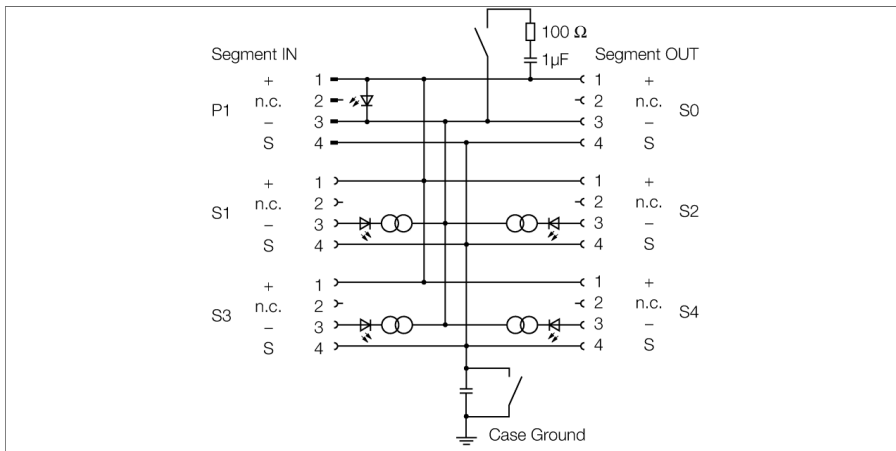 100 Ω
Segment IN 1µF Segment OUT
+ 1 1 +
P1 n.c. 2 2 n.c. S0
– 3 3 –
S 4 4 S
+ 1 1 +
S1 n.c. 2 2 n.c. S2
– 3 3 –
S 4 4 S
+ 1 1 +
S3 n.c. 2 2 n.c. S4
– 3 3 –
S 4 4 S
Case Ground